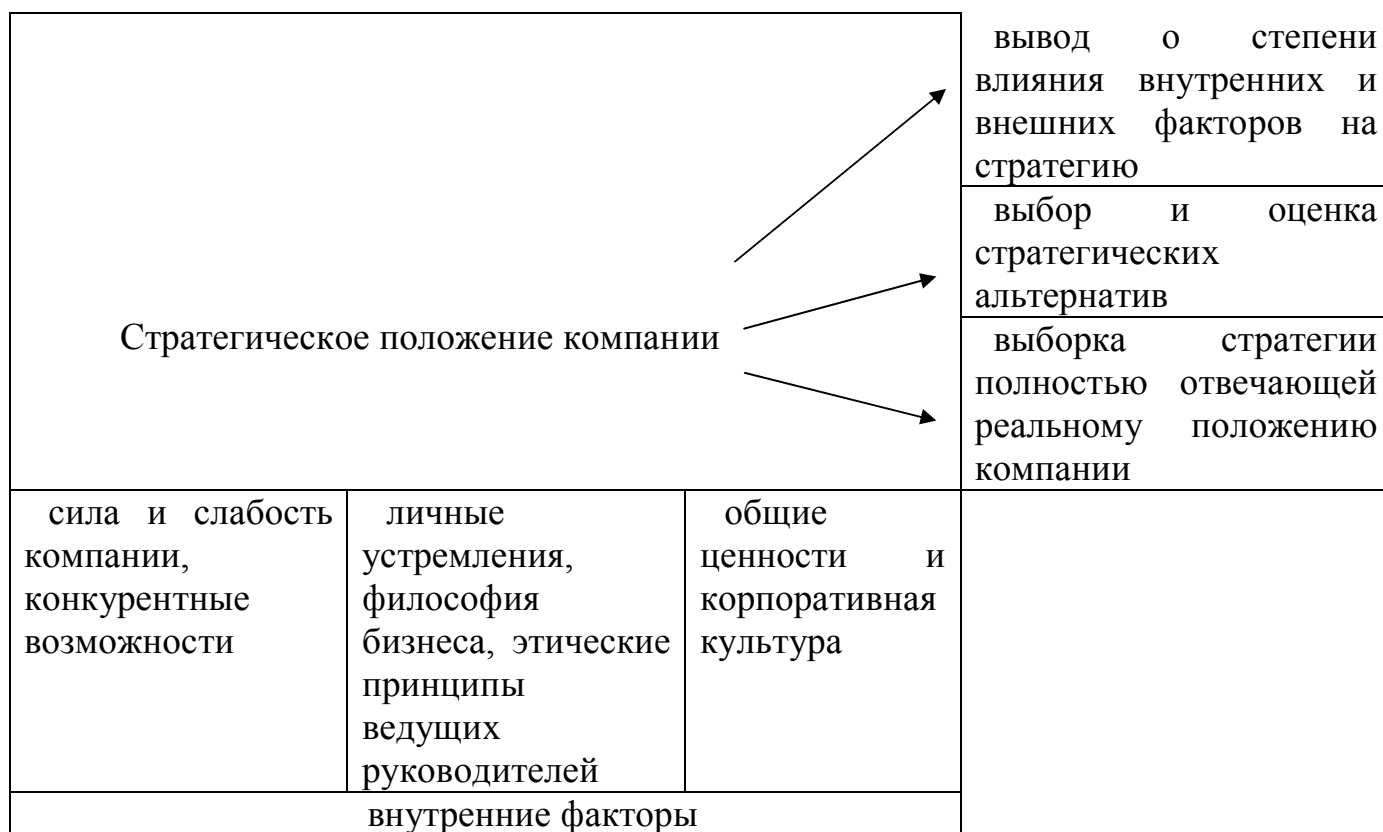 вывод о степени
влияния внутренних и
внешних факторов на
стратегию
выбор и оценка
стратегических
альтернатив
Стратегическое положение компании
выборка стратегии
полностью отвечающей
реальному положению
компании
сила и слабость
компании,
конкурентные
возможности
личные
устремления,
философия
бизнеса, этические
принципы
ведущих
руководителей
общие
ценности и
корпоративная
культура
внутренние факторы